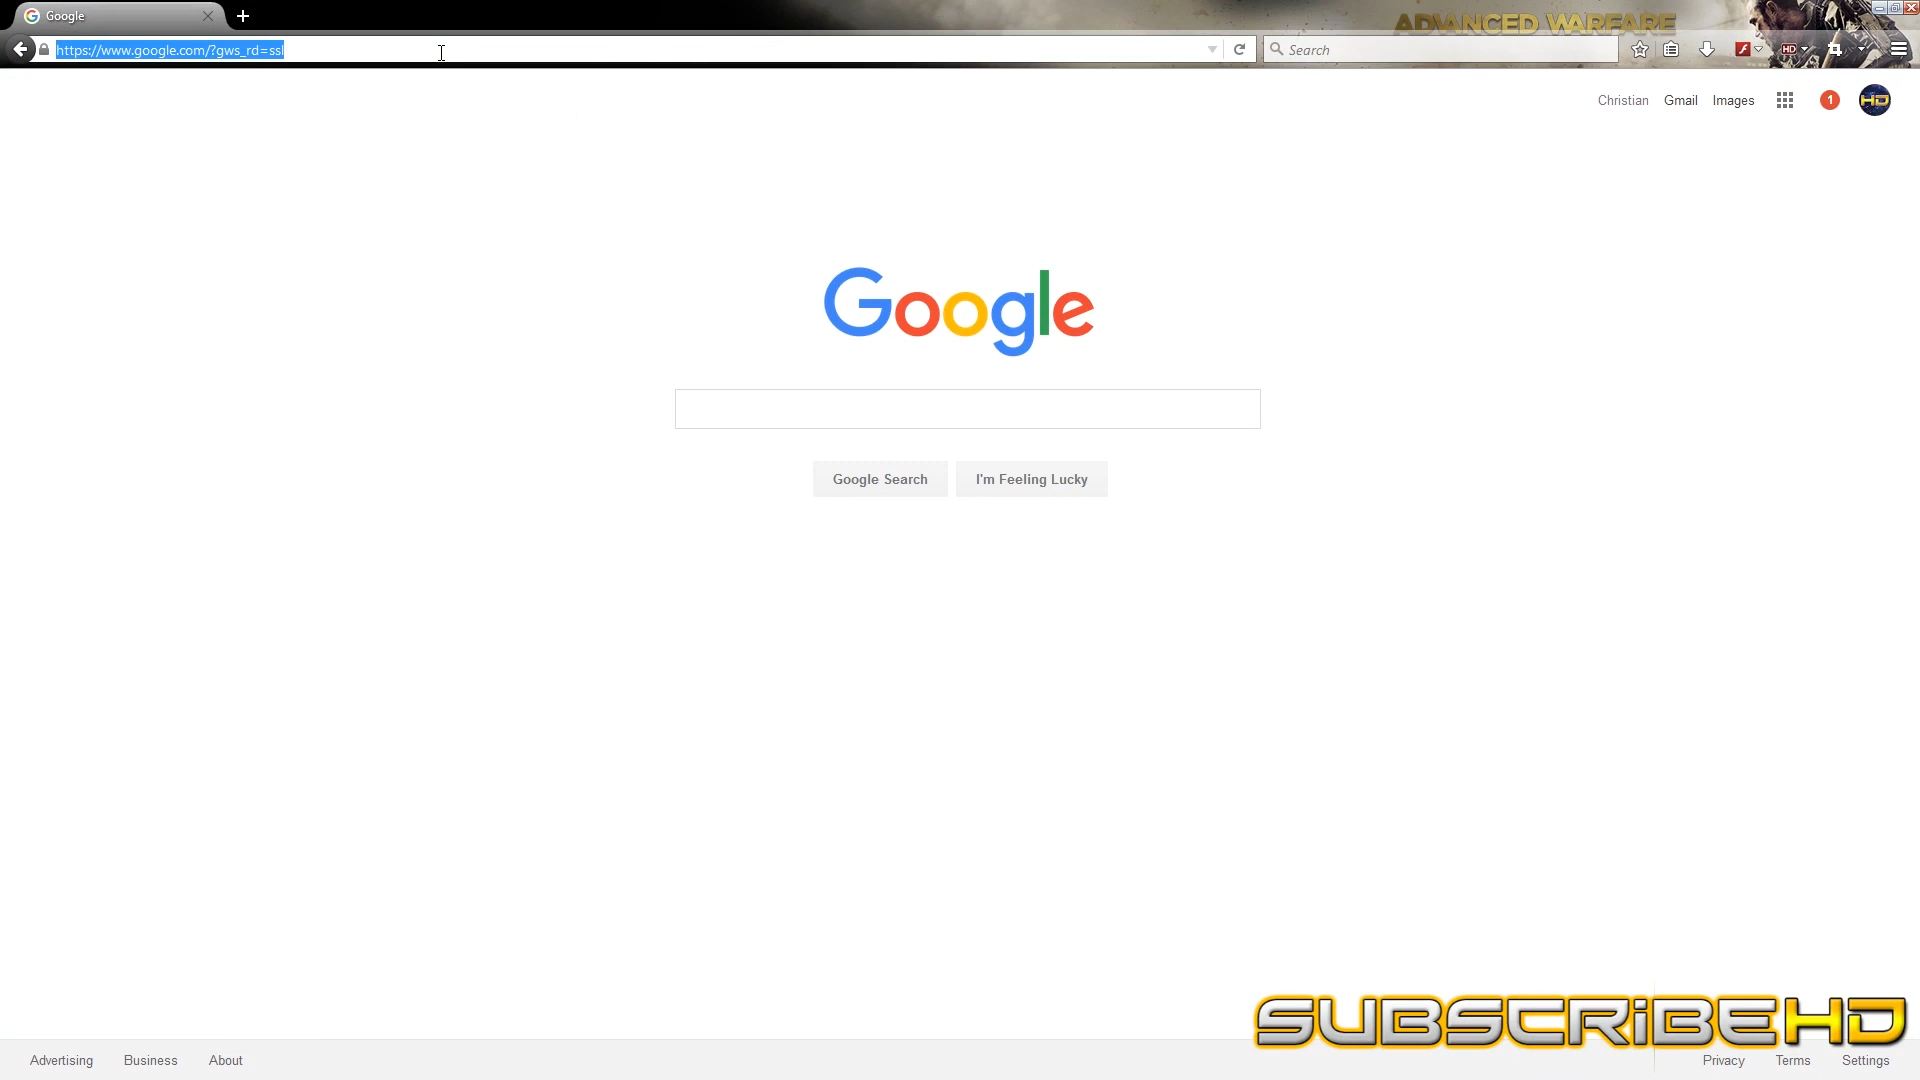 Google
ADVANCED WARFARE
https://www.google.com/?gws_rd=ssl
Search
HD
Christian
Gmail
Images
1
HD
Google
Google Search
I'm Feeling Lucky
SUBSCRiBEHD
Advertising
Business
About
Privacy
Terms
Settings